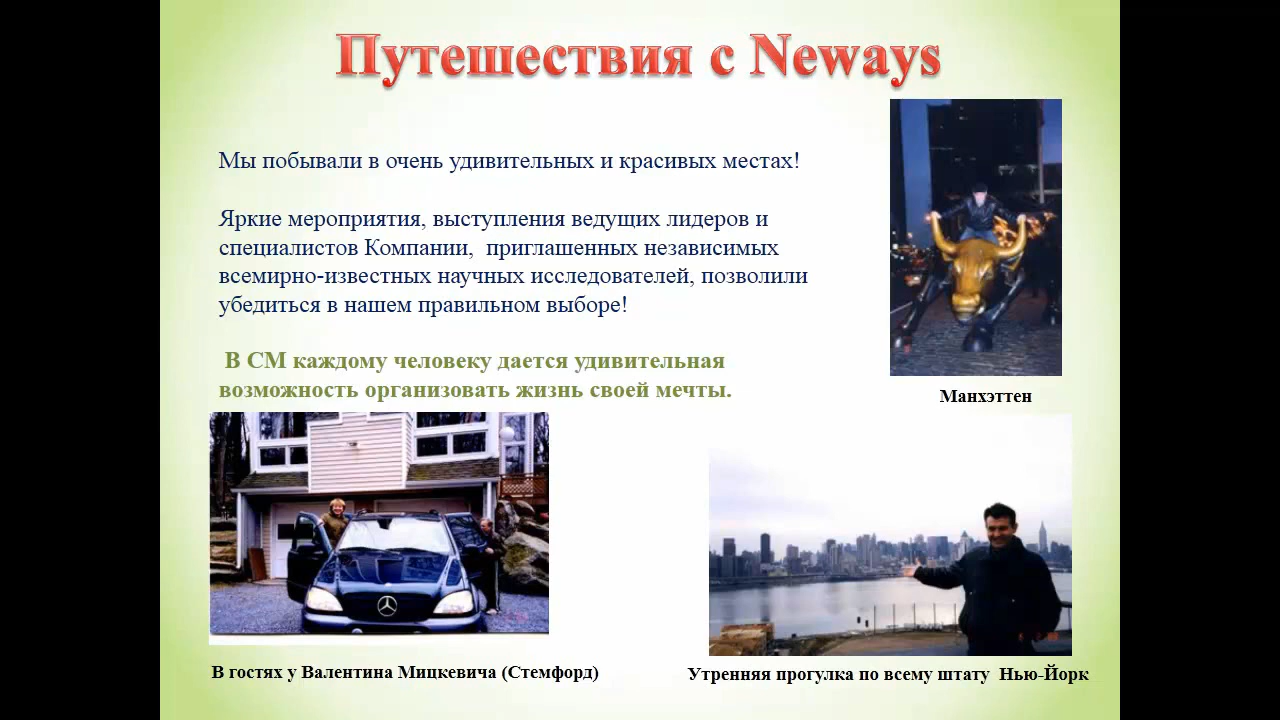 Путешествия с Neways
Мы побывали в очень удивительных и красивых местах!
Яркие мероприятия, выступления ведущих лидеров и
специалистов Компании, приглашенных независимых
всемирно-известных научных исследователей, позволили
убедиться в нашем правильном выборе!
В СМ каждому человеку дается удивительная
возможность организовать жизнь своей мечты.
Манхэттен
В гостях у Валентина Мицкевича (Стемфорд)
Утренняя прогулка по всему штату Нью-Йорк